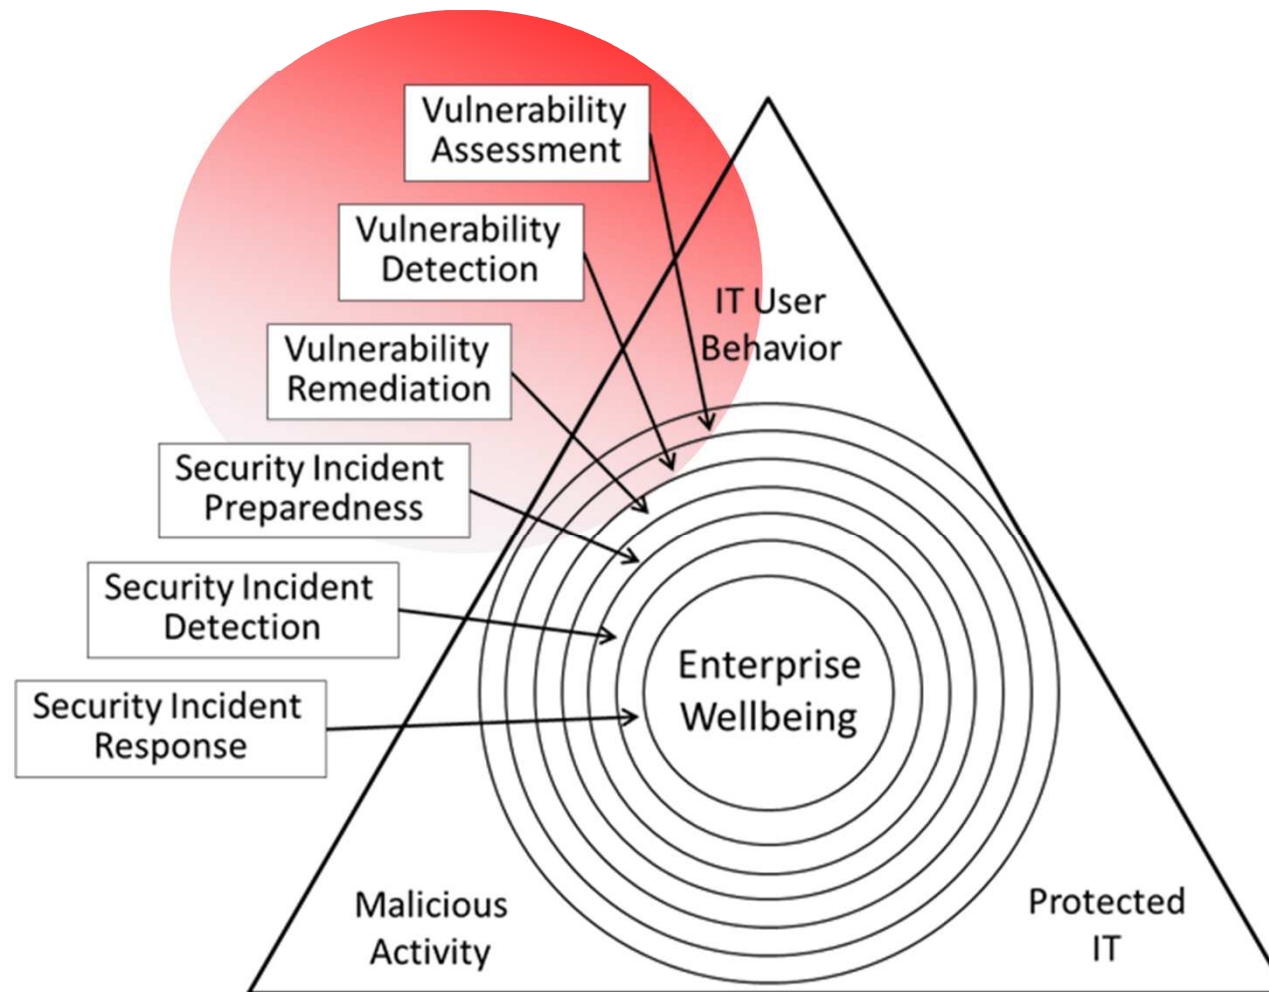 Vulnerability
Assessment
Vulnerability
Detection
IT User
Behavior
Vulnerability
Remediation
Security Incident
Preparedness
Security Incident
Detection
Enterprise
Wellbeing
Security Incident
Response
Malicious
Activity
Protected
IT